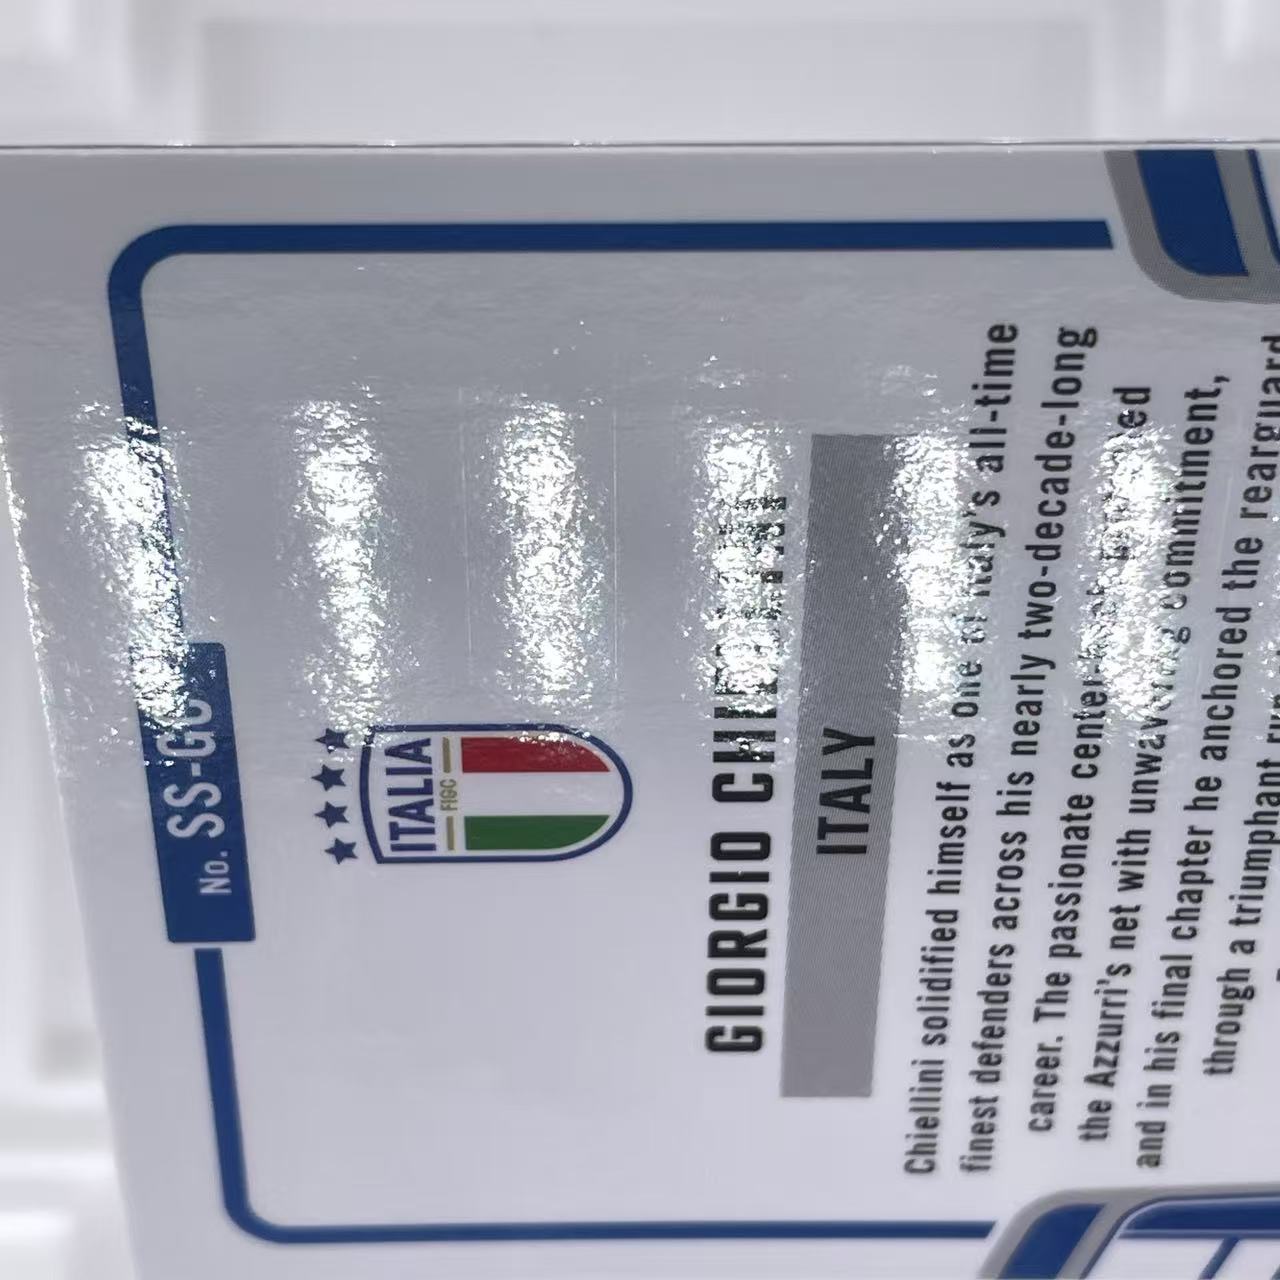 No. SS-GC
ITALIA
FIGC
GIORGIO CHIELLINI
ITALY
Chiellini solidified himself as one of Italy's all-time
finest defenders across his nearly two-decade-long
career. The passionate
the Azzurri's net with unwavering commitment,
and in his final chapter he anchored the rearguard
through a triumphant